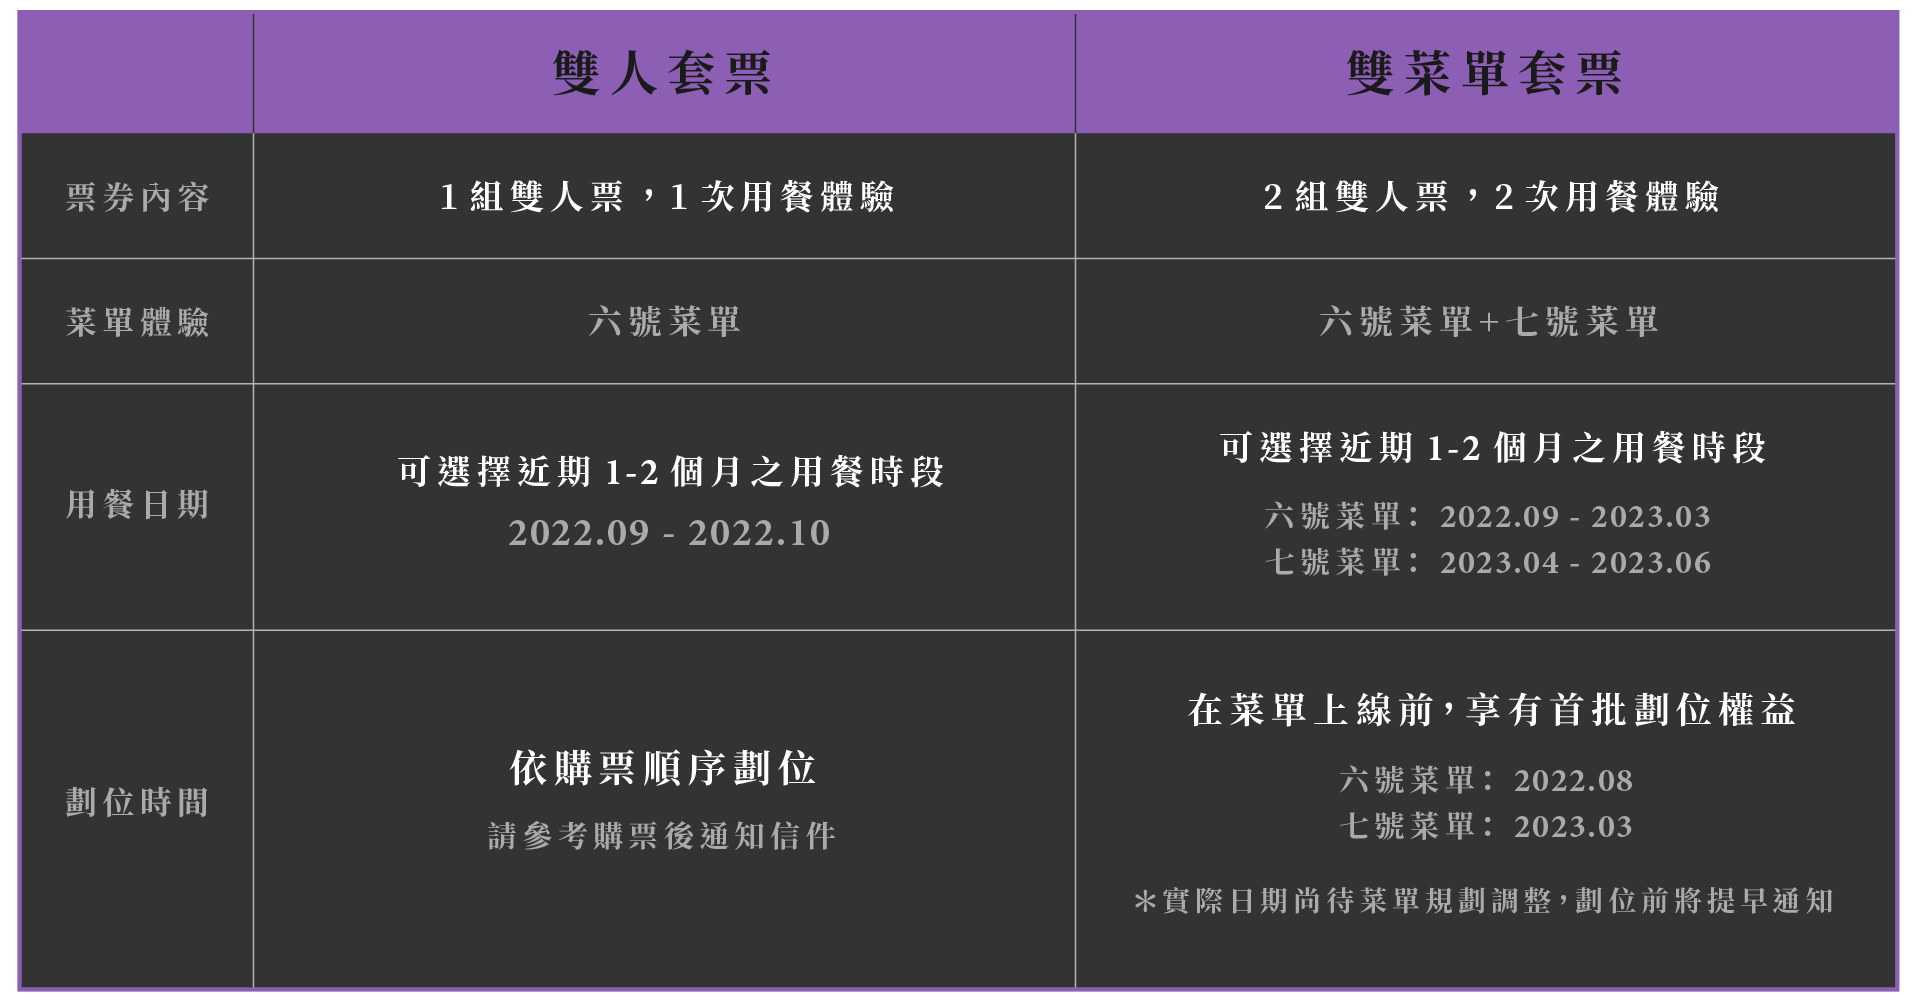 雙人套票
雙菜單套票
票券內容
1 組雙人票，1 次用餐體驗
2 組雙人票，2 次用餐體驗
菜單體驗
六號菜單
六號菜單+七號菜單
用餐日期
可選擇近期 1-2 個月之用餐時段
2022.09 - 2022.10
可選擇近期 1-2 個月之用餐時段
六號菜單：2022.09 - 2023.03
七號菜單：2023.04 - 2023.06
劃位時間
依購票順序劃位
請參考購票後通知信件
在菜單上線前，享有首批劃位權益
六號菜單：2022.08
七號菜單：2023.03
＊實際日期尚待菜單規劃調整，劃位前將提早通知